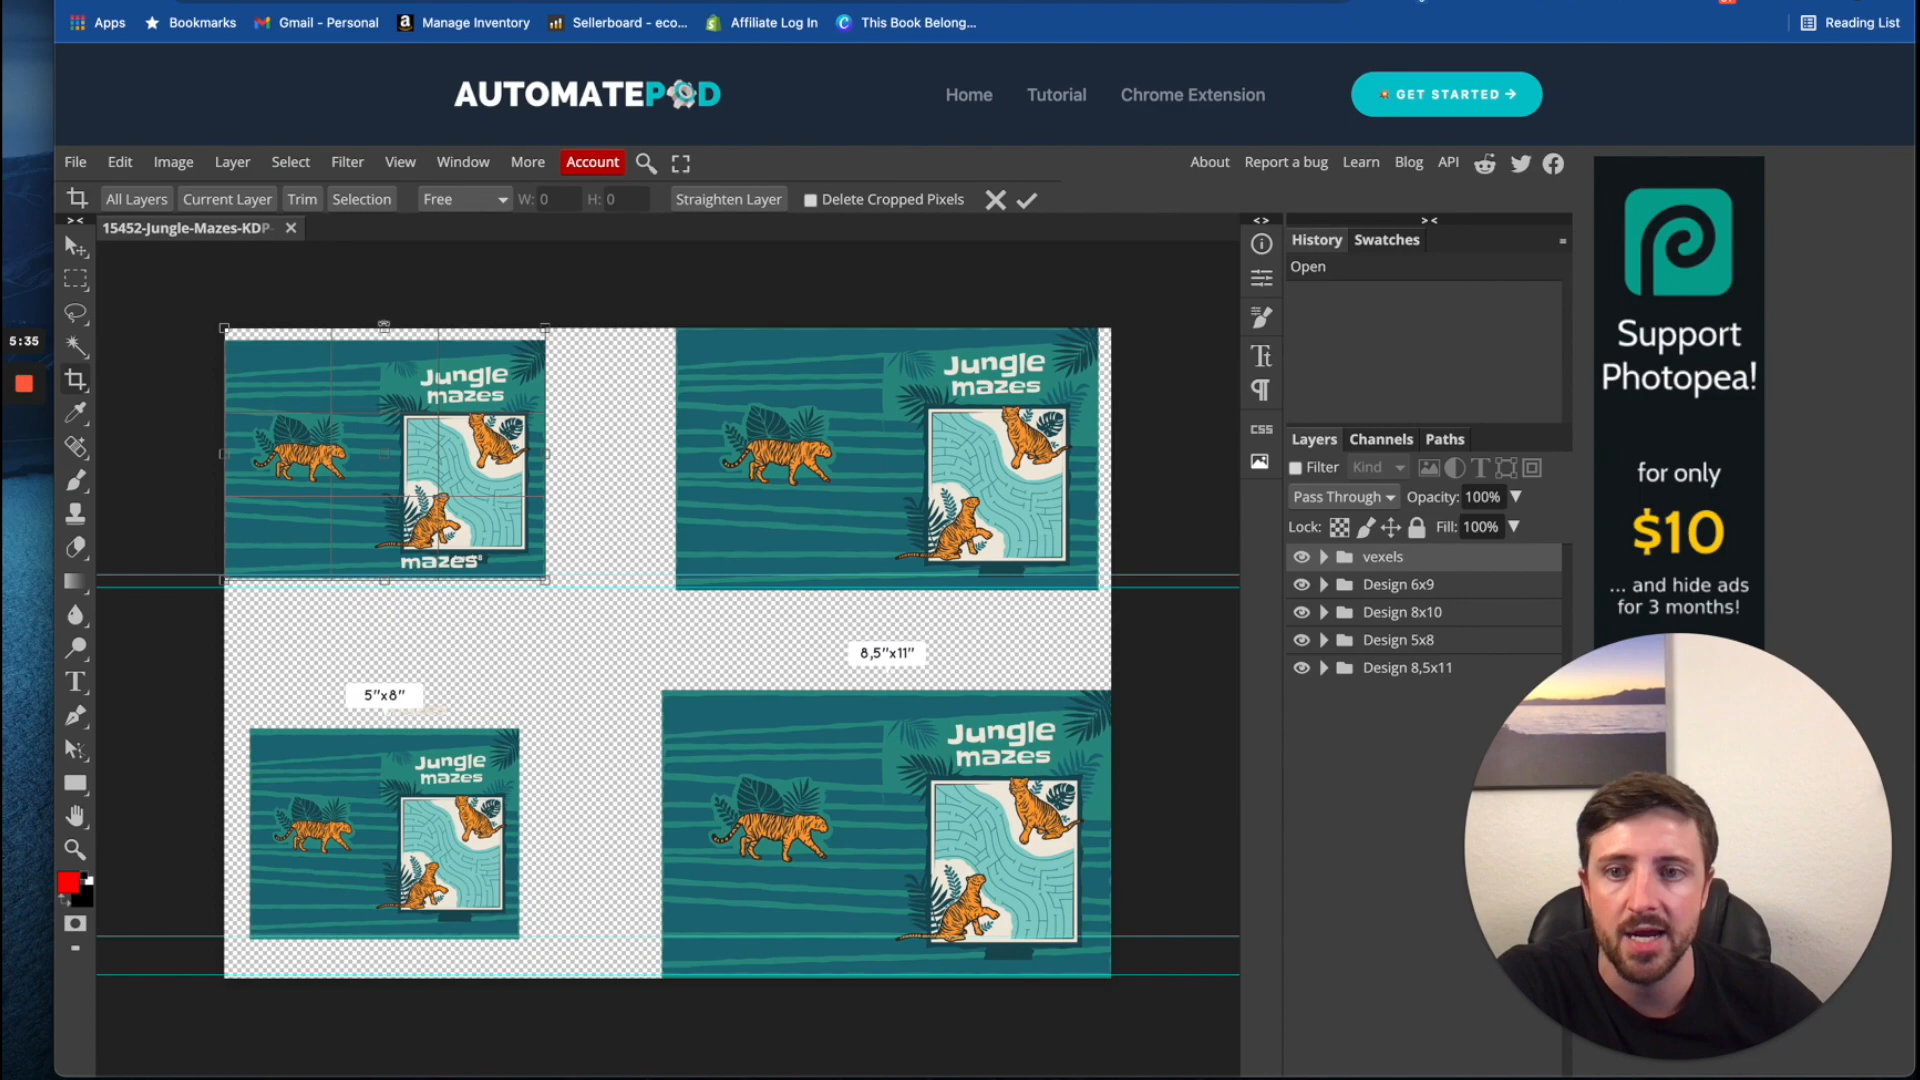 Apps Bookmarks Gmail - Personal Manage Inventory Sellerboard - eco... Affiliate Log In This Book Belong... Reading List
AUTOMATEPOD Home Tutorial Chrome Extension GET STARTED →
File Edit Image Layer Select Filter View Window More Account About Report a bug Learn Blog API
All Layers Current Layer Trim Selection Free W: 0 H: 0 Straighten Layer Delete Cropped Pixels
15452-Jungle-Mazes-KDP-
History Swatches
Open
5:35
Jungle
mazes
mazes
Jungle
mazes
5"x8"
8,5"x11"
Jungle
mazes
Jungle
mazes
CSS
Layers Channels Paths
Filter Kind
Pass Through Opacity: 100%
Lock: Fill: 100%
vexels
Design 6x9
Design 8x10
Design 5x8
Design 8,5x11
Support
Photopea!
for only
$10
... and hide ads
for 3 months!